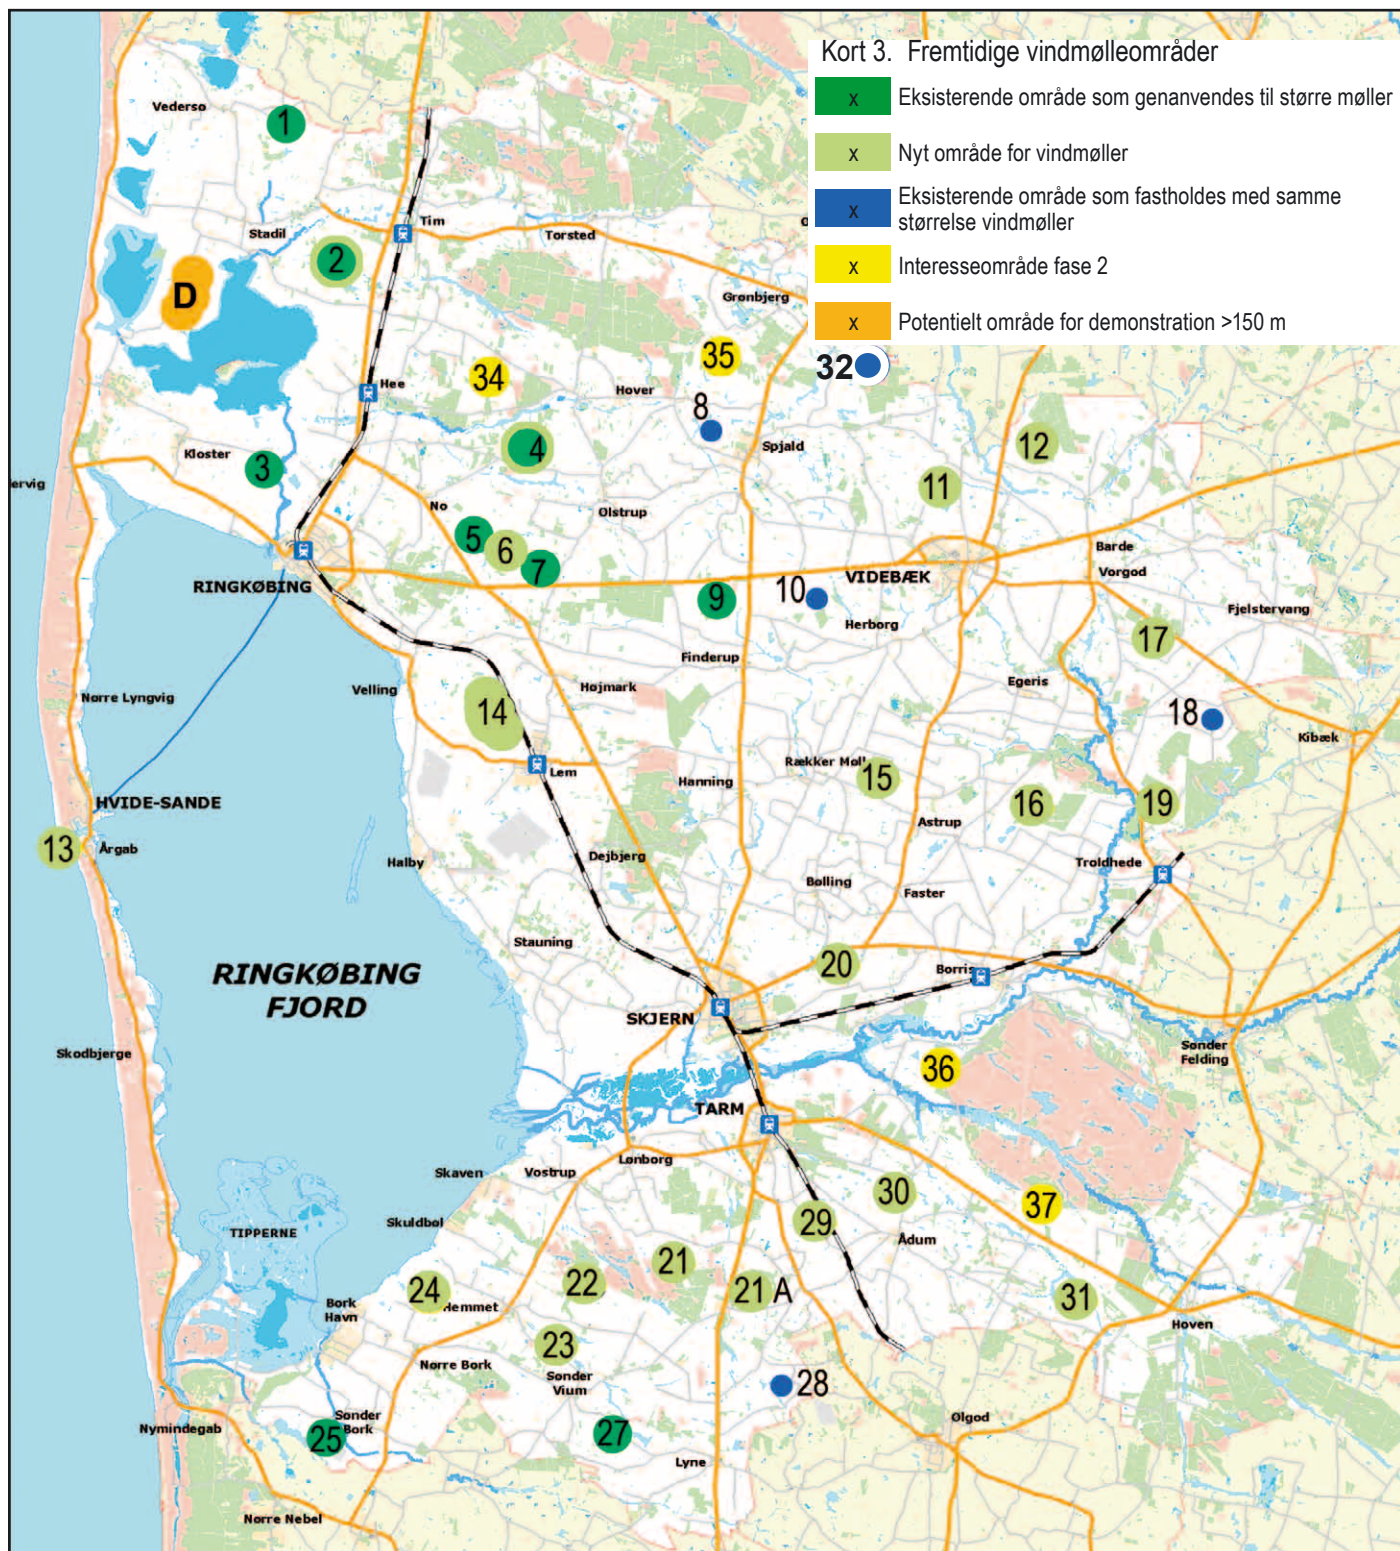 Kort 3. Fremtidige vindmølleområder
x Eksisterende område som genanvendes til større møller
x Nyt område for vindmøller
x Eksisterende område som fastholdes med samme
størrelse vindmøller
x Interesseområde fase 2
x Potentielt område for demonstration >150 m
Vedersø
1
Stadil
2
Tim
Torsted
D
Grønbjerg
34
35
32
Hee
Hover
8
Spjald
12
4
11
Kloster
3
ervig
No
Ølstrup
5
6
7
Barde
Vorgod
VIDEBÆK
RINGKØBING
9
10
Herborg
Fjelstervang
17
Finderup
Velling
Højmark
Egeris
Nørre Lyngvig
14
18
Kibæk
Lem
Hanning
Rækker Møll
15
16
19
HVIDE-SANDE
13
Årgab
Astrup
Halby
Dejbjerg
Troldhede
Bølling
Faster
Stauning
20
Borris
RINGKØBING
FJORD
SKJERN
Skodbjerge
Sønder
Felding
36
TARM
Lønborg
Skaven
Vostrup
30
37
Skuldbol
29
TIPPERNE
Ådum
21
22
21 A
24
Hemmet
31
Bork
Havn
Hoven
23
Nørre Bork
Sønder
Vium
28
Sønder
Bork
25
27
Nymindegab
Ølgod
Lyne
Nørre Nebel